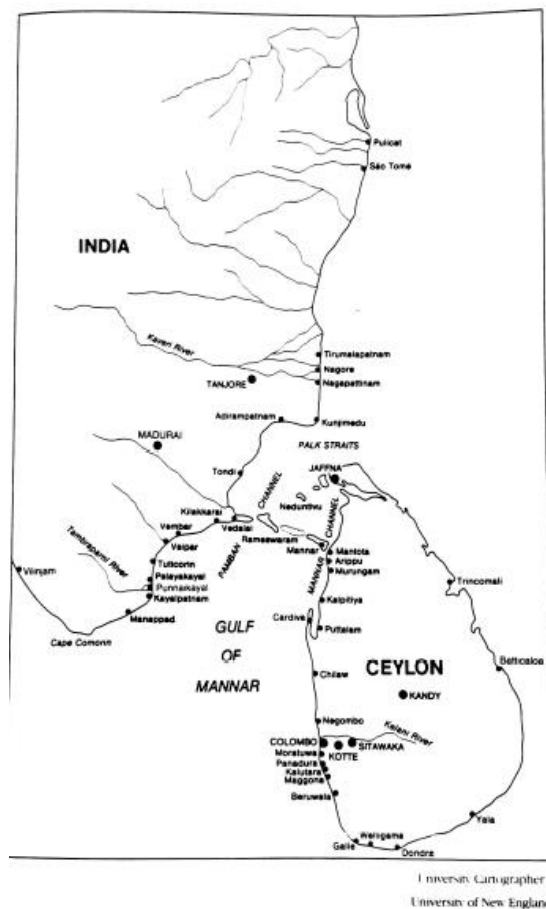 Pulicat
São Tomé
INDIA
Kaveri River
Tirumalapatnam
Nagore
TANJORE
Nagapattinam
Adirampatnam
Kunjimedu
MADURAI
PALK STRAITS
JAFFNA
Tondi
CHANNEL
Nedunthivu
CHANNEL
Kilakkarai
Vedalai
Rameswaram
Vembar
Mannar
Mantota
Vaipar
Arippu
Tambraparni River
PAMBAN
MANNAR
Murungam
Vilinjam
Tuticorin
Palayakayal
Trincomali
Punnaikayal
Kayalpatnam
Kalpitiya
Manappad
Cardiva
Puttalam
Cape Comorin
GULF
OF
MANNAR
CEYLON
Batticaloa
Chilaw
KANDY
Negombo
Kelani River
COLOMBO
SITAWAKA
Moratuwa
KOTTE
Panadura
Kalutara
Maggona
Beruwala
Yala
Weligama
Galle
Dondra
University Cartographer
University of New England